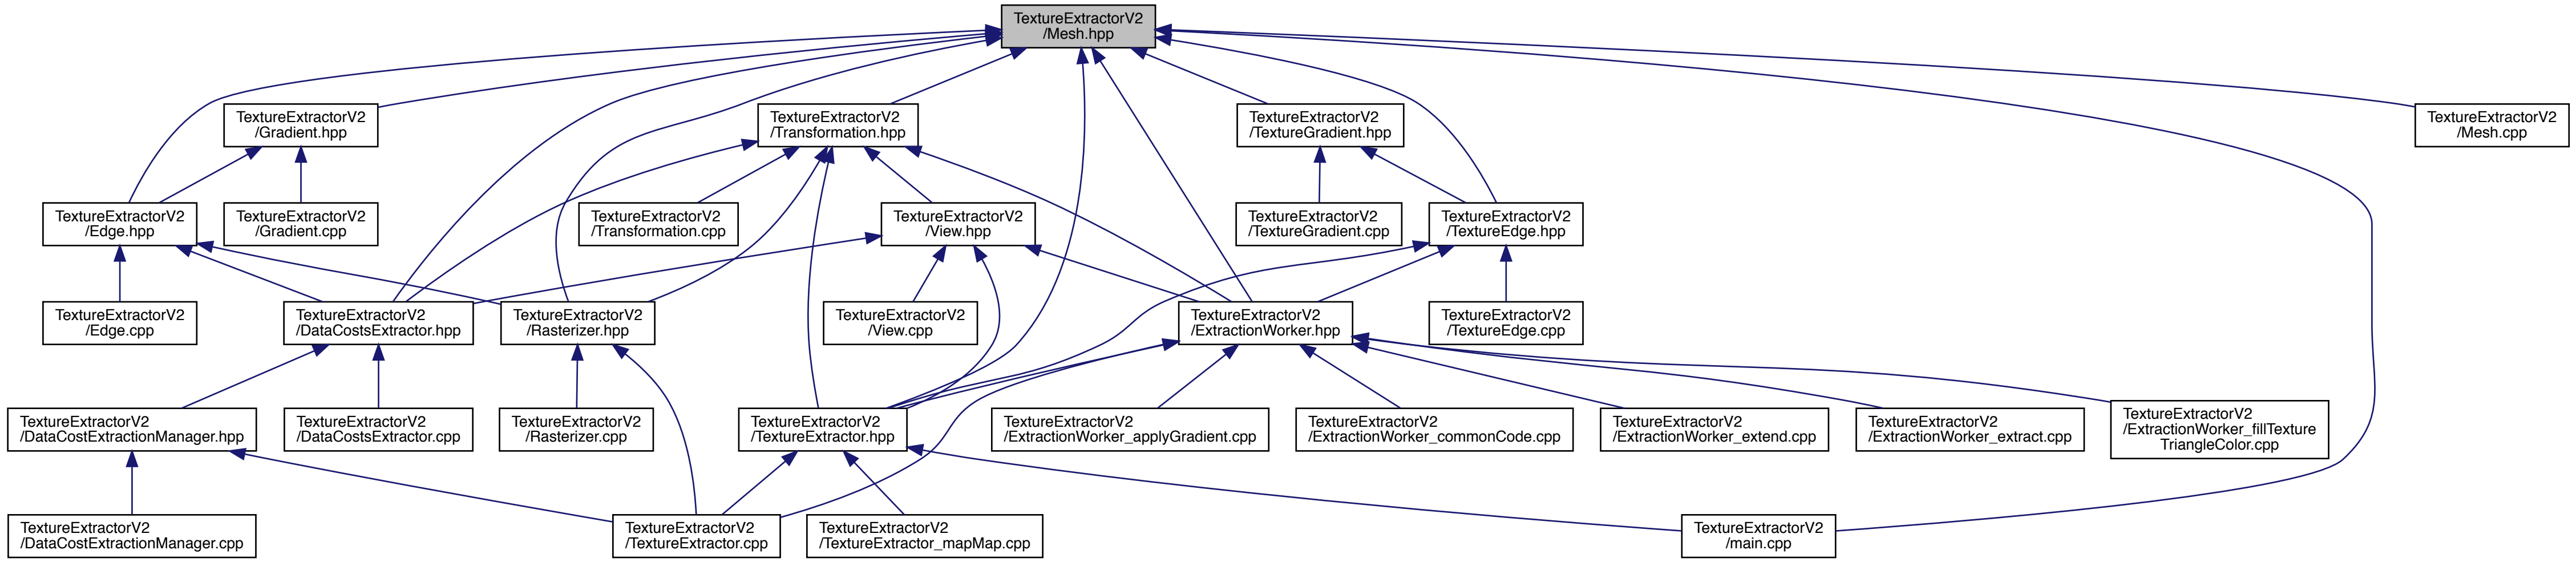 TextureExtractorV2
/Mesh.hpp
TextureExtractorV2
/Gradient.hpp
TextureExtractorV2
/Transformation.hpp
TextureExtractorV2
/TextureGradient.hpp
TextureExtractorV2
/Mesh.cpp
TextureExtractorV2
/Edge.hpp
TextureExtractorV2
/Gradient.cpp
TextureExtractorV2
/Transformation.cpp
TextureExtractorV2
/View.hpp
TextureExtractorV2
/TextureGradient.cpp
TextureExtractorV2
/TextureEdge.hpp
TextureExtractorV2
/Edge.cpp
TextureExtractorV2
/DataCostsExtractor.hpp
TextureExtractorV2
/Rasterizer.hpp
TextureExtractorV2
/View.cpp
TextureExtractorV2
/ExtractionWorker.hpp
TextureExtractorV2
/TextureEdge.cpp
TextureExtractorV2
/DataCostExtractionManager.hpp
TextureExtractorV2
/DataCostsExtractor.cpp
TextureExtractorV2
/Rasterizer.cpp
TextureExtractorV2
/TextureExtractor.hpp
TextureExtractorV2
/ExtractionWorker_applyGradient.cpp
TextureExtractorV2
/ExtractionWorker_commonCode.cpp
TextureExtractorV2
/ExtractionWorker_extend.cpp
TextureExtractorV2
/ExtractionWorker_extract.cpp
TextureExtractorV2
/ExtractionWorker_fillTexture
TriangleColor.cpp
TextureExtractorV2
/DataCostExtractionManager.cpp
TextureExtractorV2
/TextureExtractor.cpp
TextureExtractorV2
/TextureExtractor_mapMap.cpp
TextureExtractorV2
/main.cpp